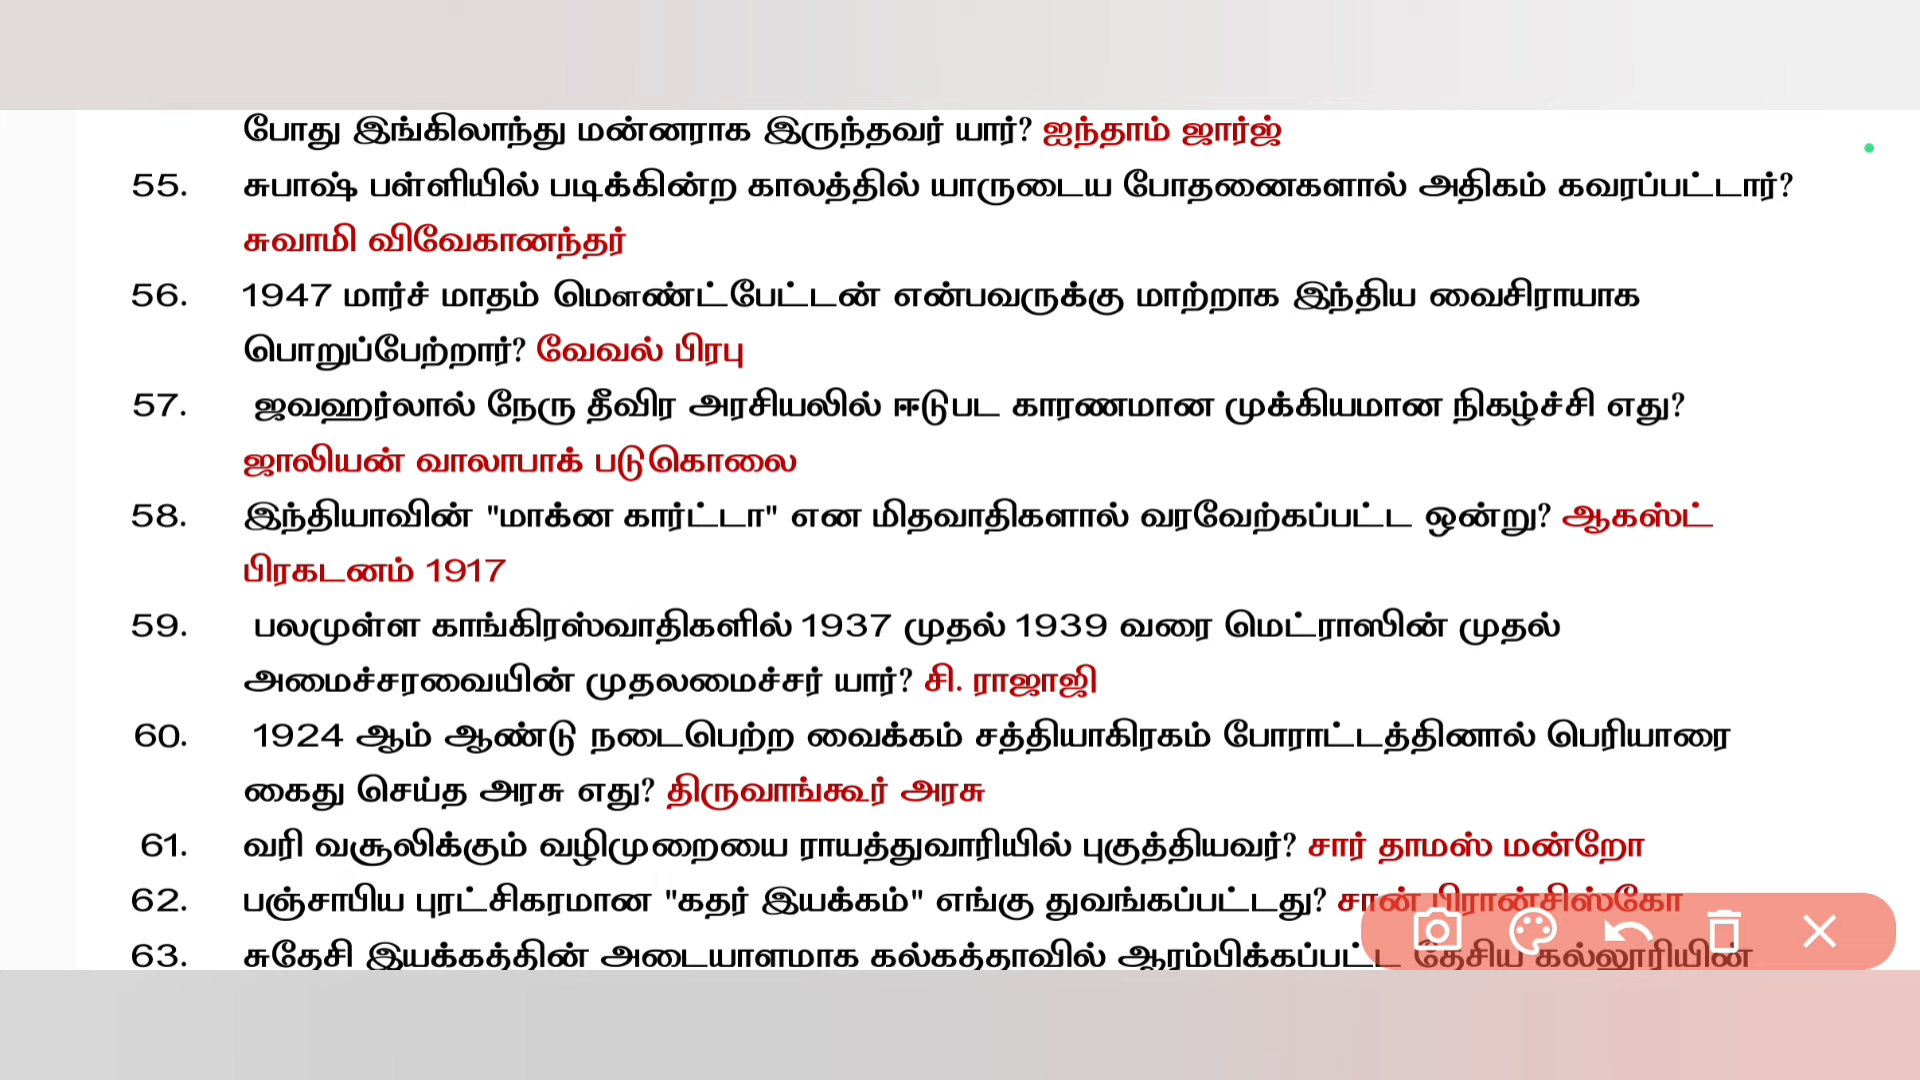 போது இங்கிலாந்து மன்னராக இருந்தவர் யார்? ஐந்தாம் ஜார்ஜ்
55. சுபாஷ் பள்ளியில் படிக்கின்ற காலத்தில் யாருடைய போதனைகளால் அதிகம் கவரப்பட்டார்?
சுவாமி விவேகானந்தர்
56. 1947 மார்ச் மாதம் மௌண்ட்பேட்டன் என்பவருக்கு மாற்றாக இந்திய வைசிராயாக
பொறுப்பேற்றார்? வேவல் பிரபு
57. ஜவஹர்லால் நேரு தீவிர அரசியலில் ஈடுபட காரணமான முக்கியமான நிகழ்ச்சி எது?
ஜாலியன் வாலாபாக் படுகொலை
58. இந்தியாவின் "மாக்ன கார்ட்டா" என மிதவாதிகளால் வரவேற்கப்பட்ட ஒன்று? ஆகஸ்ட்
பிரகடனம் 1917
59. பலமுள்ள காங்கிரஸ்வாதிகளில் 1937 முதல் 1939 வரை மெட்ராஸின் முதல்
அமைச்சரவையின் முதலமைச்சர் யார்? சி. ராஜாஜி
60. 1924 ஆம் ஆண்டு நடைபெற்ற வைக்கம் சத்தியாகிரகம் போராட்டத்தினால் பெரியாரை
கைது செய்த அரசு எது? திருவாங்கூர் அரசு
61. வரி வசூலிக்கும் வழிமுறையை ராயத்துவாரியில் புகுத்தியவர்? சார் தாமஸ் மன்றோ
62. பஞ்சாபிய புரட்சிகரமான "கதர் இயக்கம்" எங்கு துவங்கப்பட்டது? சான் பிரான்சிஸ்கோ
63. சுதேசி இயக்கத்தின் அடையாளமாக கல்கத்தாவில் ஆரம்பிக்கப்பட்ட தேசிய கல்லூரியின்